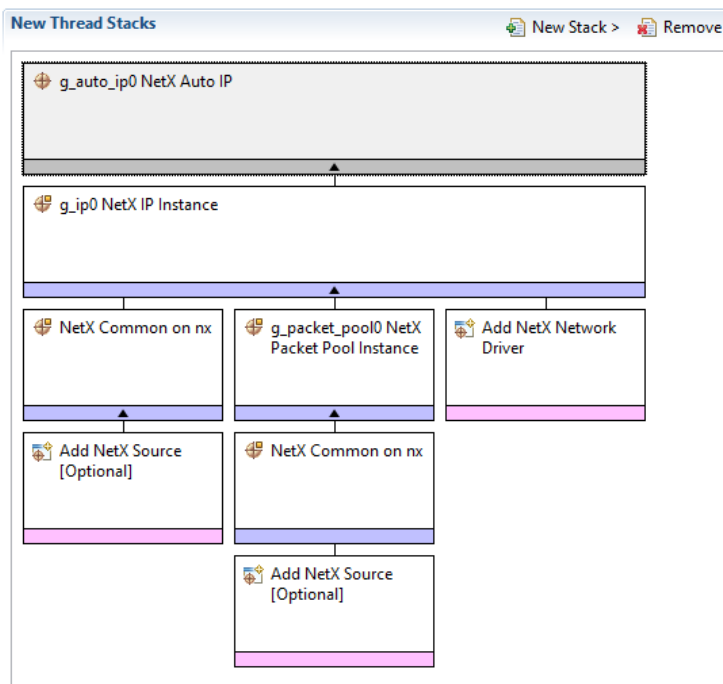 New Thread Stacks
New Stack >
Remove
g_auto_ip0 NetX Auto IP
g_ip0 NetX IP Instance
NetX Common on nx
g_packet_pool0 NetX
Packet Pool Instance
Add NetX Network
Driver
Add NetX Source
[Optional]
NetX Common on nx
Add NetX Source
[Optional]